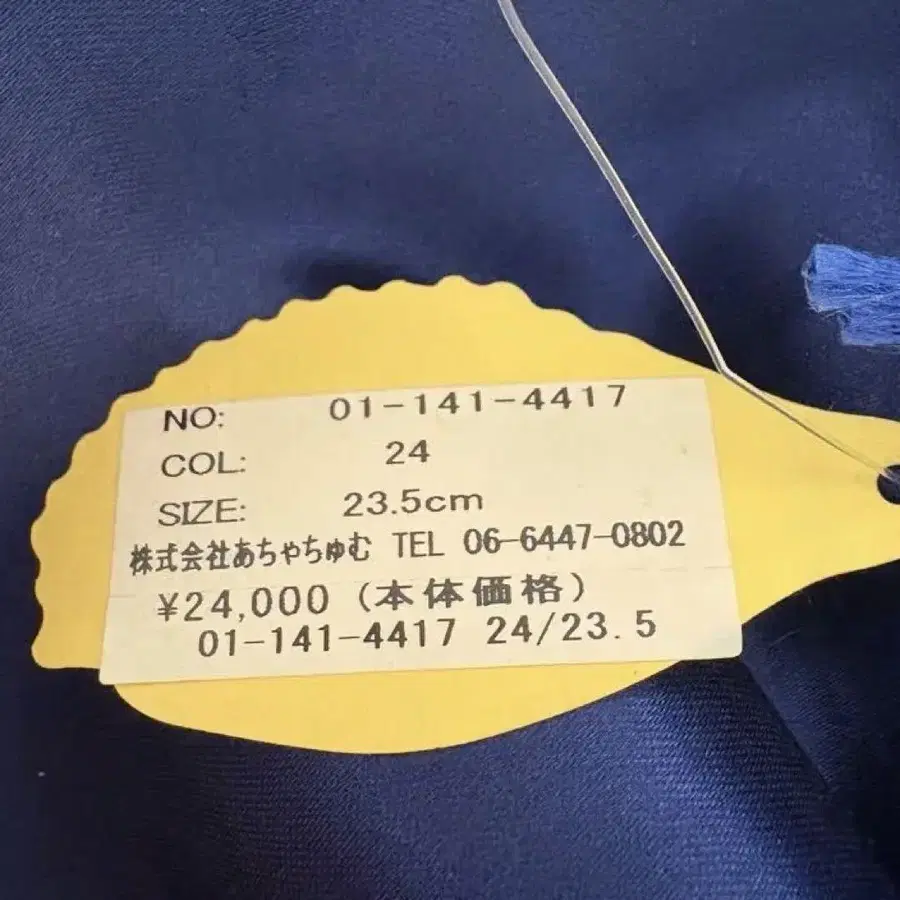 NO: 01-141-4417
COL: 24
SIZE: 23.5cm
株式会社あちゃちゅむ TEL 06-6447-0802
¥24,000 (本体価格)
01-141-4417 24/23.5